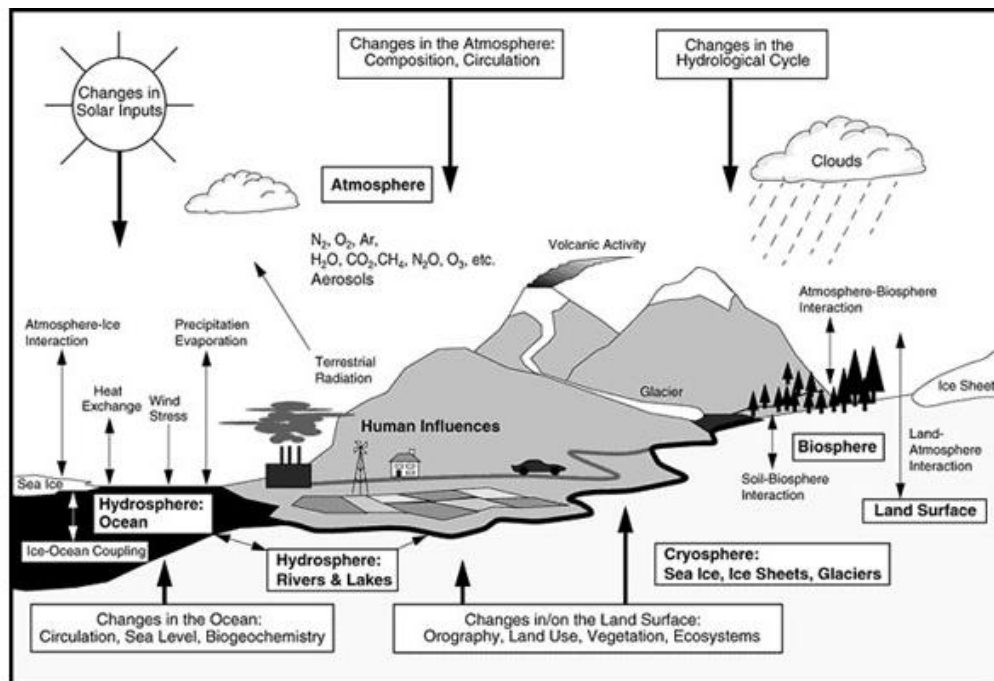 Changes in the Atmosphere:
Composition, Circulation
Changes in the
Hydrological Cycle
Changes in
Solar Inputs
Clouds
Atmosphere
N₂, O₂, Ar,
H₂O, CO₂,CH₄, N₂O, O₃, etc.
Aerosols
Volcanic Activity
Atmosphere-Biosphere
Interaction
Atmosphere-Ice
Interaction
Precipitation
Evaporation
Terrestrial
Radiation
Heat
Exchange
Wind
Stress
Glacier
Ice Sheet
Human Influences
Biosphere
Land-
Atmosphere
Interaction
Soil-Biosphere
Interaction
Sea Ice
Hydrosphere:
Ocean
Land Surface
Ice-Ocean Coupling
Hydrosphere:
Rivers & Lakes
Cryosphere:
Sea Ice, Ice Sheets, Glaciers
Changes in the Ocean:
Circulation, Sea Level, Biogeochemistry
Changes in/on the Land Surface:
Orography, Land Use, Vegetation, Ecosystems